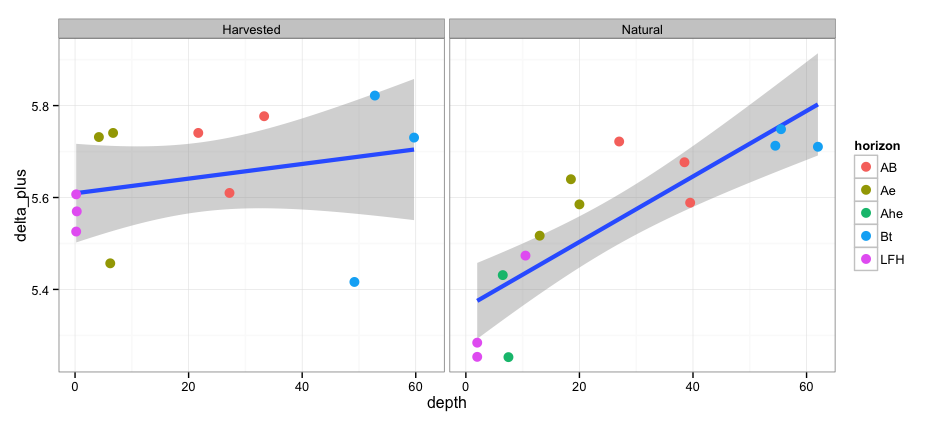 Harvested Natural
5.8
5.6
5.4
delta_plus
0 20 40 60 0 20 40 60
depth
horizon
AB
Ae
Ahe
Bt
LFH